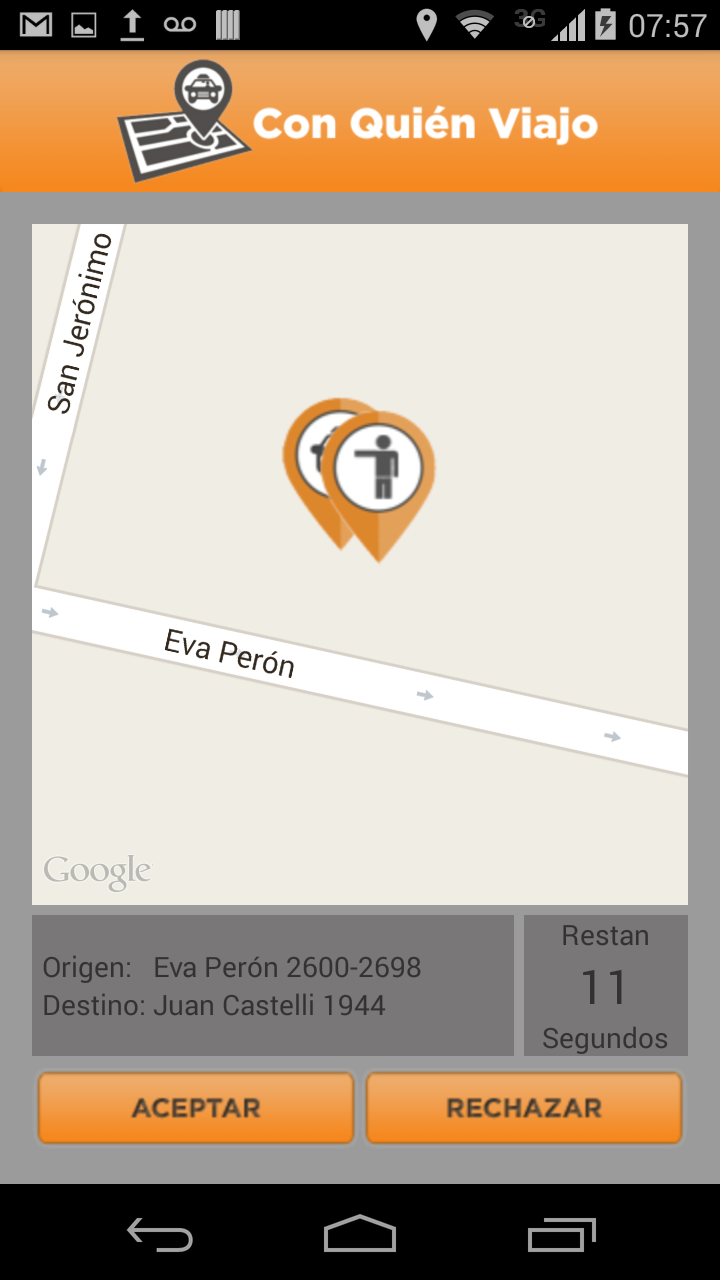 3G
07:57
Con Quién Viajo
San Jerónimo
Eva Perón
Google
Origen: Eva Perón 2600-2698
Destino: Juan Castelli 1944
Restan
11
Segundos
ACEPTAR
RECHAZAR